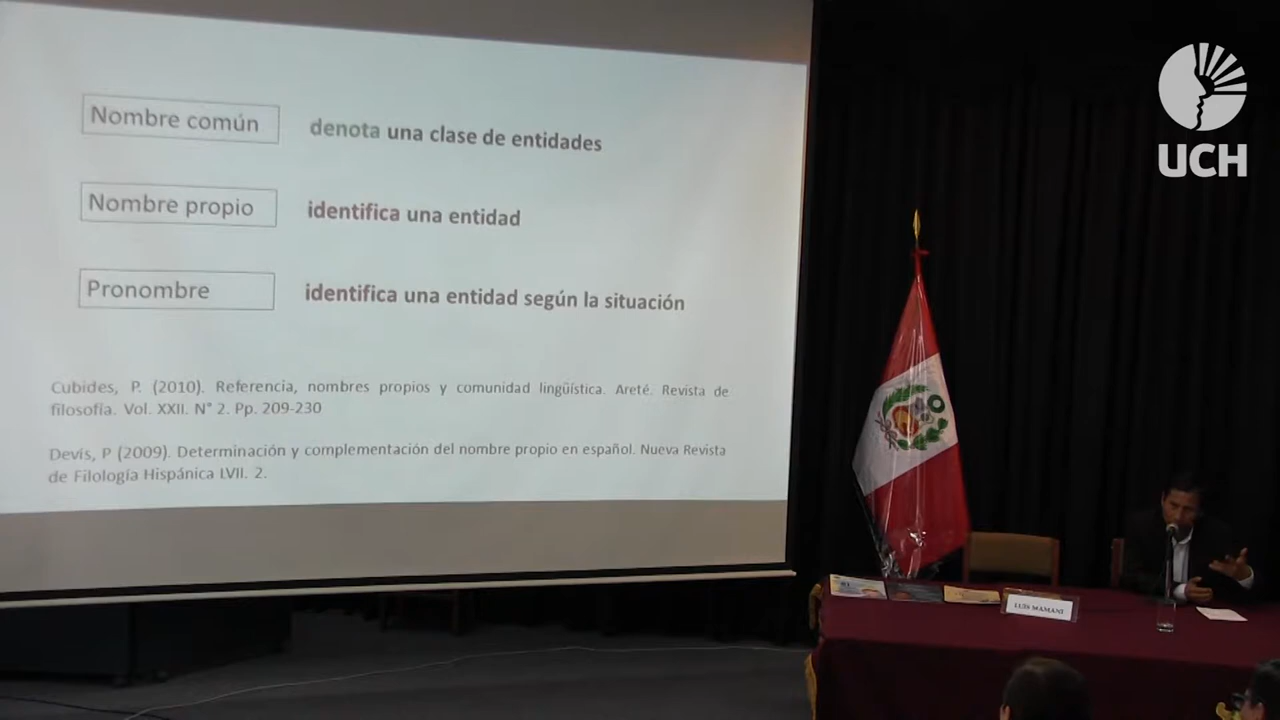 Nombre común
denota una clase de entidades
Nombre propio
identifica una entidad
Pronombre
identifica una entidad según la situación
Cubides, P. (2010). Referencia, nombres propios y comunidad lingüística. Areté. Revista de
filosofía. Vol. XXII. N° 2. Pp. 209-230
Devís, P (2009). Determinación y complementación del nombre propio en español. Nueva Revista
de Filología Hispánica LVII. 2.
UCH
LUIS MAMANI